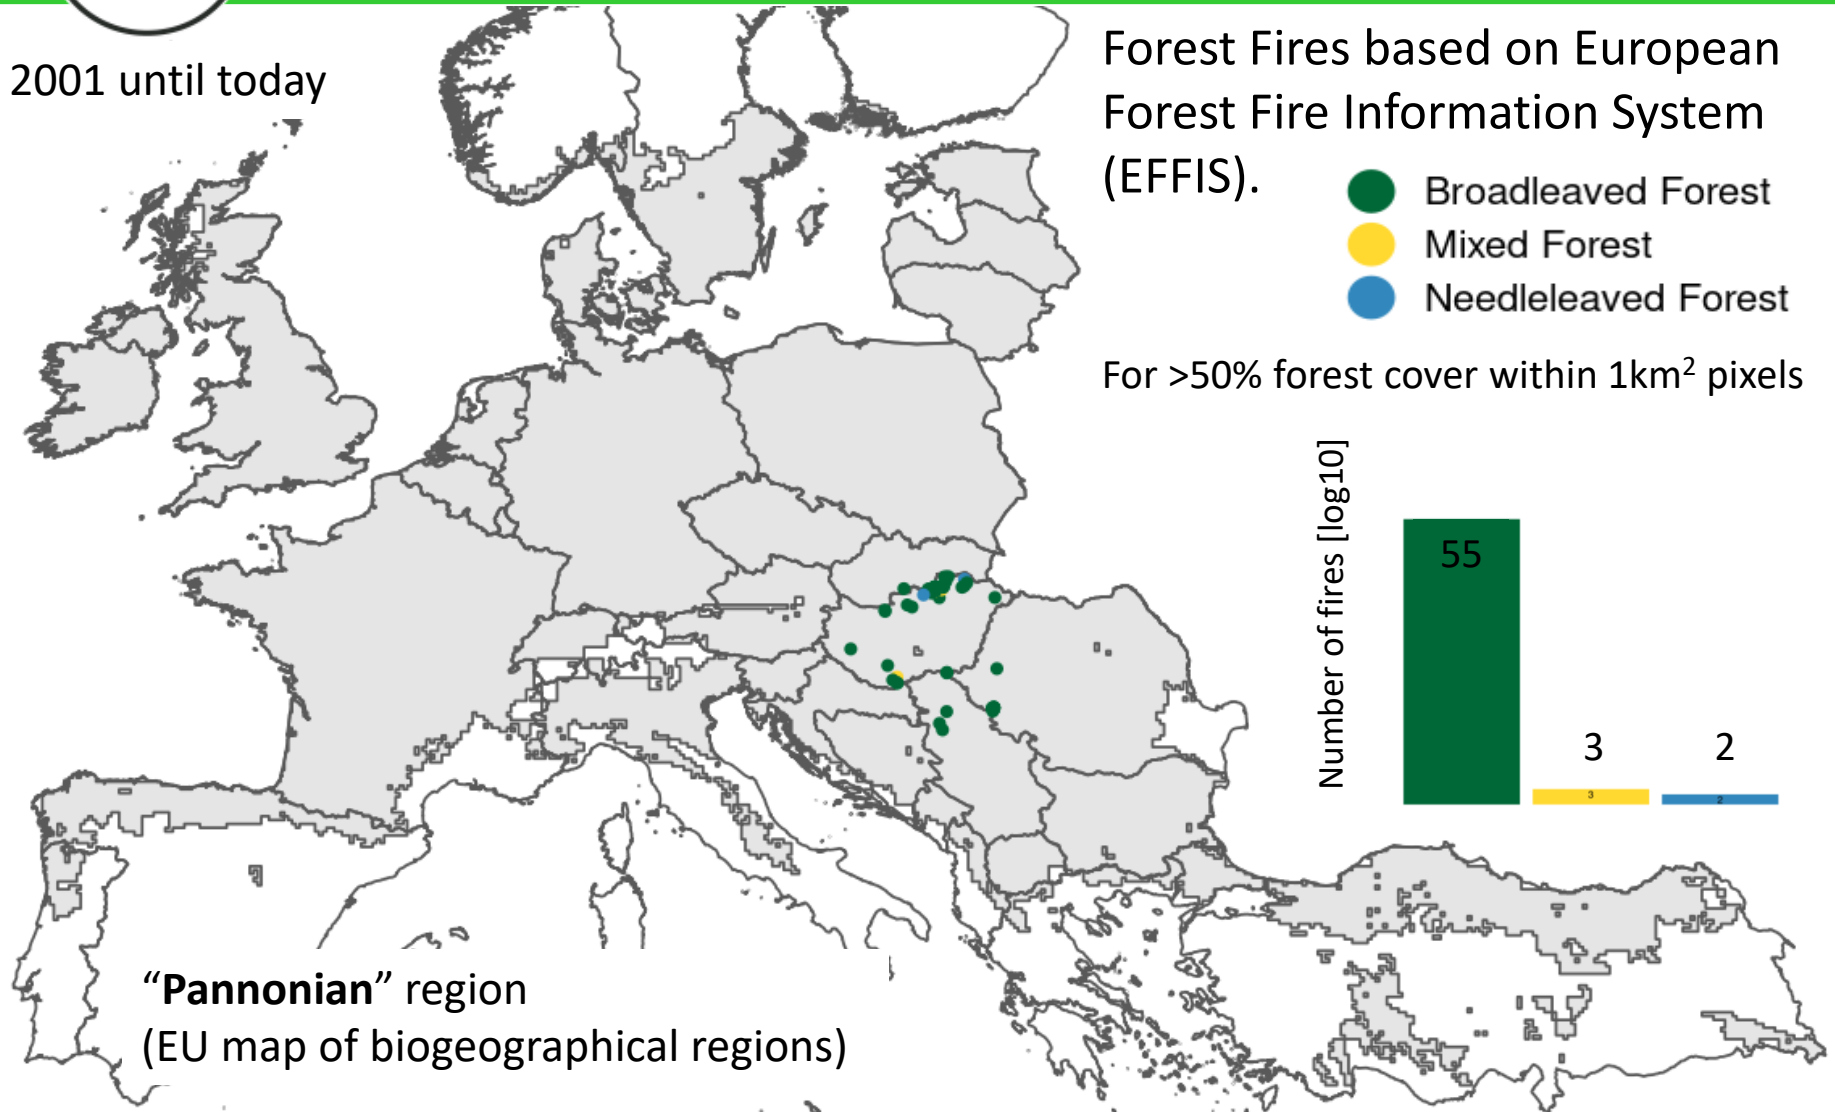 2001 until today
Forest Fires based on European
Forest Fire Information System
(EFFIS).
Broadleaved Forest
Mixed Forest
Needleleaved Forest
For >50% forest cover within 1km² pixels
Number of fires [log10]
55
3
2
3
2
“Pannonian” region
(EU map of biogeographical regions)